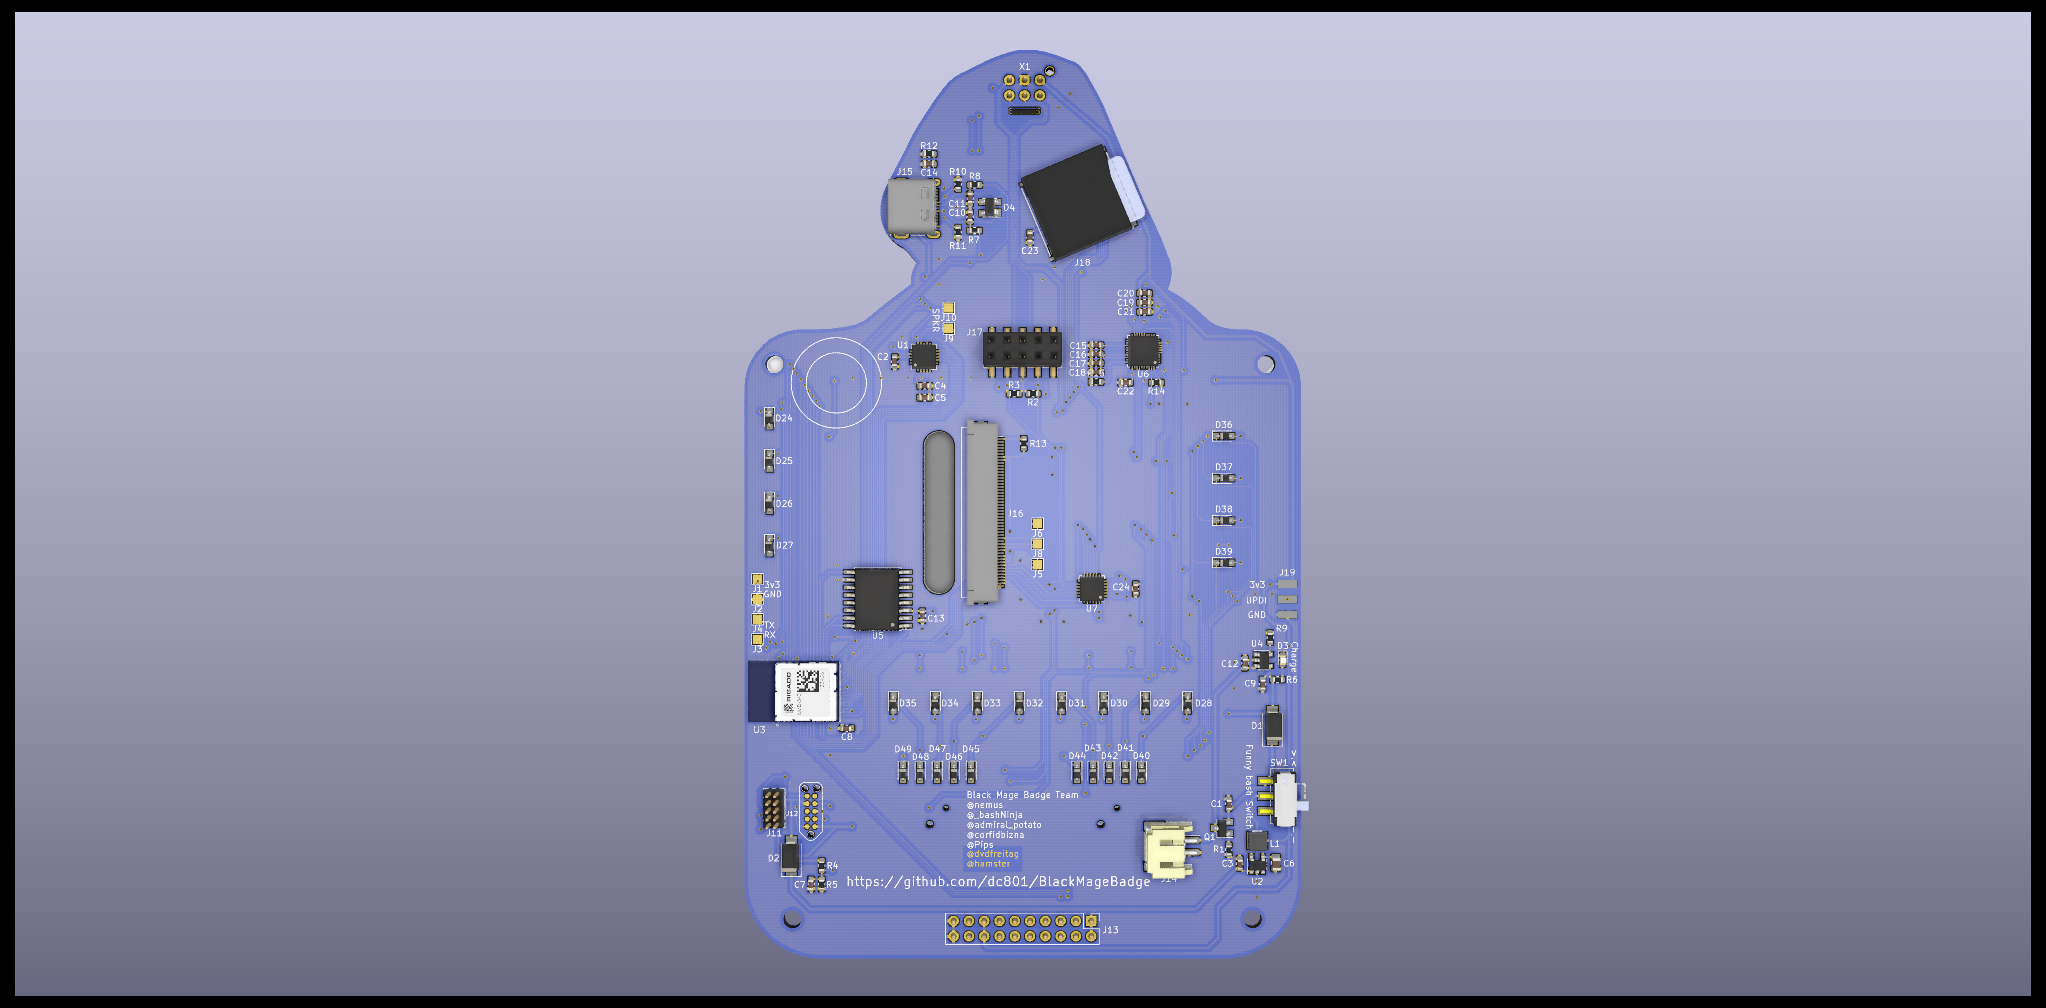 X1
R12
C14
J15
R10
R8
C11
C10
D4
R7
R11
C23
J18
C20
C19
C21
SPKR
J10
J9
J17
U1
C2
C4
C5
C15
C16
C17
C18
U6
C22
R14
R3
R2
D24
D25
D26
D27
D36
D37
D38
D39
R13
J16
J6
J8
J5
U7
C24
U5
C13
3v3
J1
GND
J2
TX
J4
RX
J3
J19
3v3
UPDI
GND
R9
U4
D3
Charge
C12
C9
R6
RIGADO
U3
C8
D35
D34
D33
D32
D31
D30
D29
D28
D1
D49
D48
D47
D46
D45
D44
D43
D42
D41
D40
Funny bash Switch
SW1
Black Mage Badge Team
@nemus
@_bashNinja
@admiral_potato
@corfidbizna
@Pips
@dvdfreitag
@hamster
https://github.com/dc801/BlackMageBadge
J11
J12
D2
R4
C7
R5
C1
Q1
R1
L1
C3
U2
C6
J14
J13